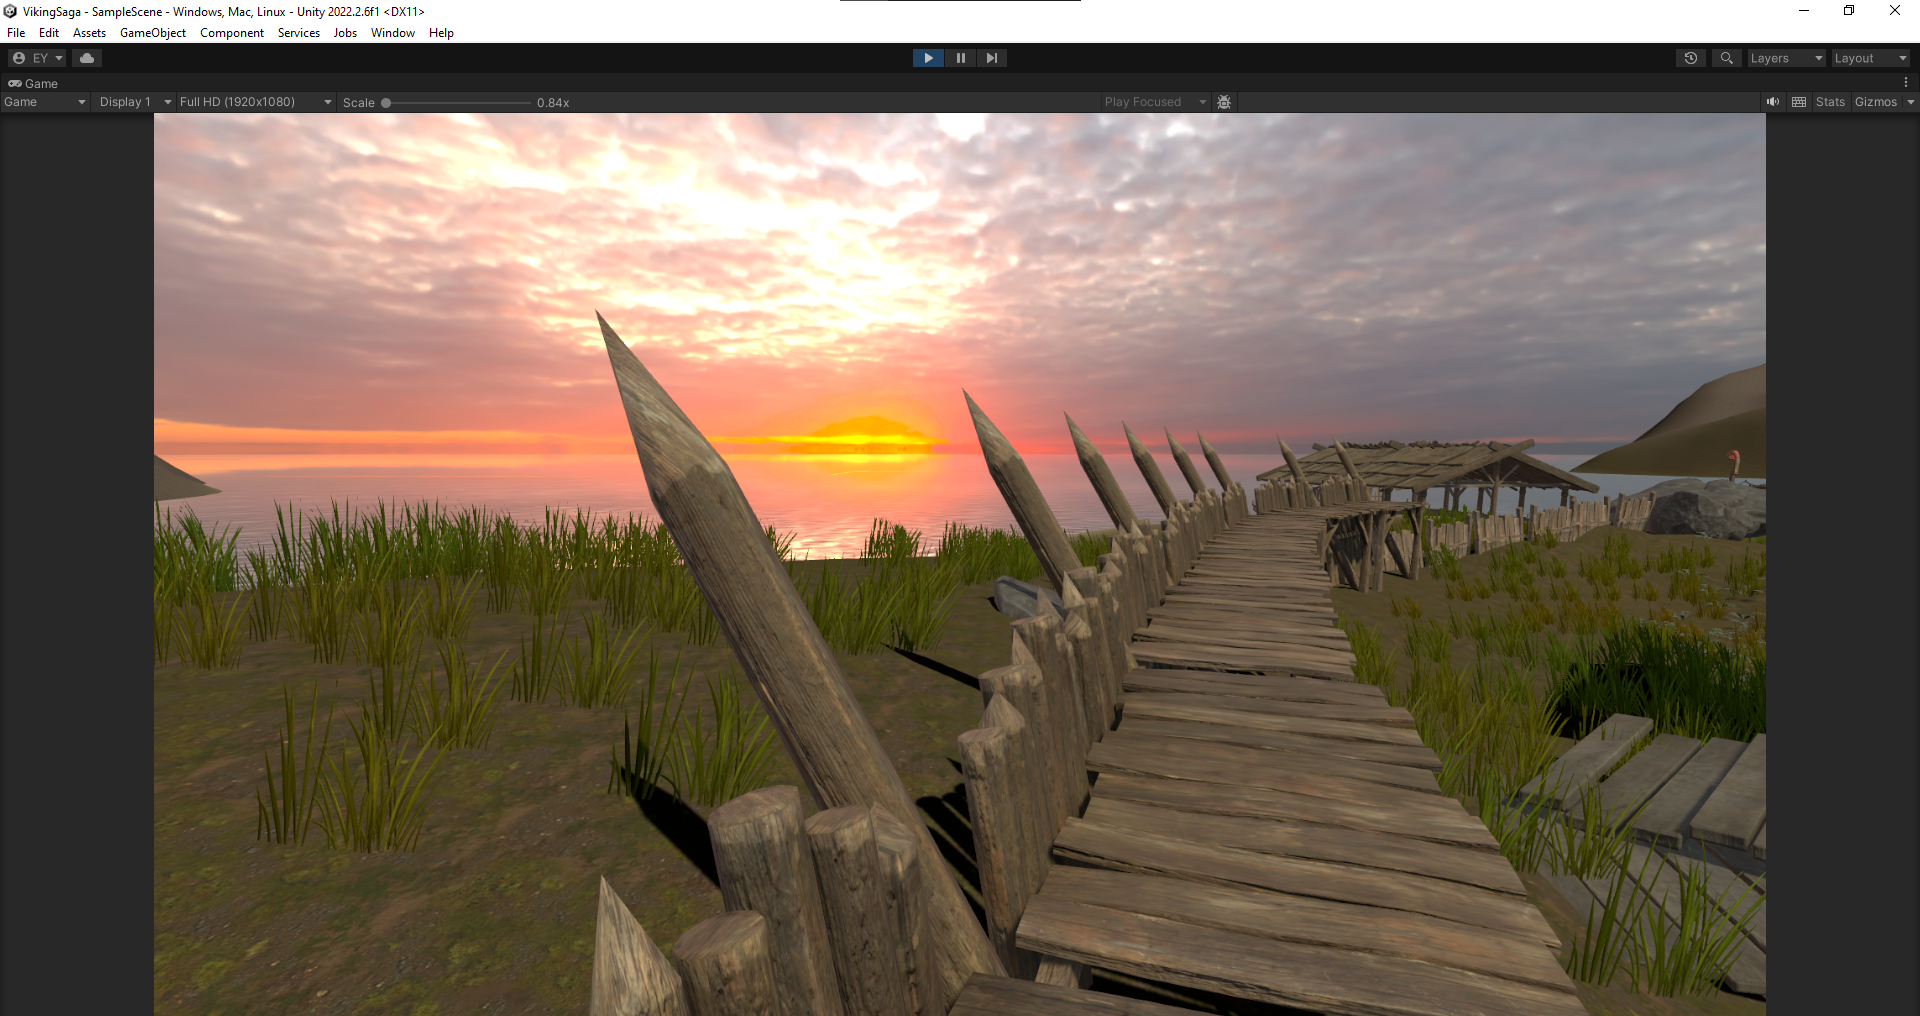 VikingSaga - SampleScene - Windows, Mac, Linux - Unity 2022.2.6f1 <DX11>
File Edit Assets GameObject Component Services Jobs Window Help
EY Layers Layout
Game
Game Display 1 Full HD (1920x1080) Scale 0.84x Play Focused Stats Gizmos